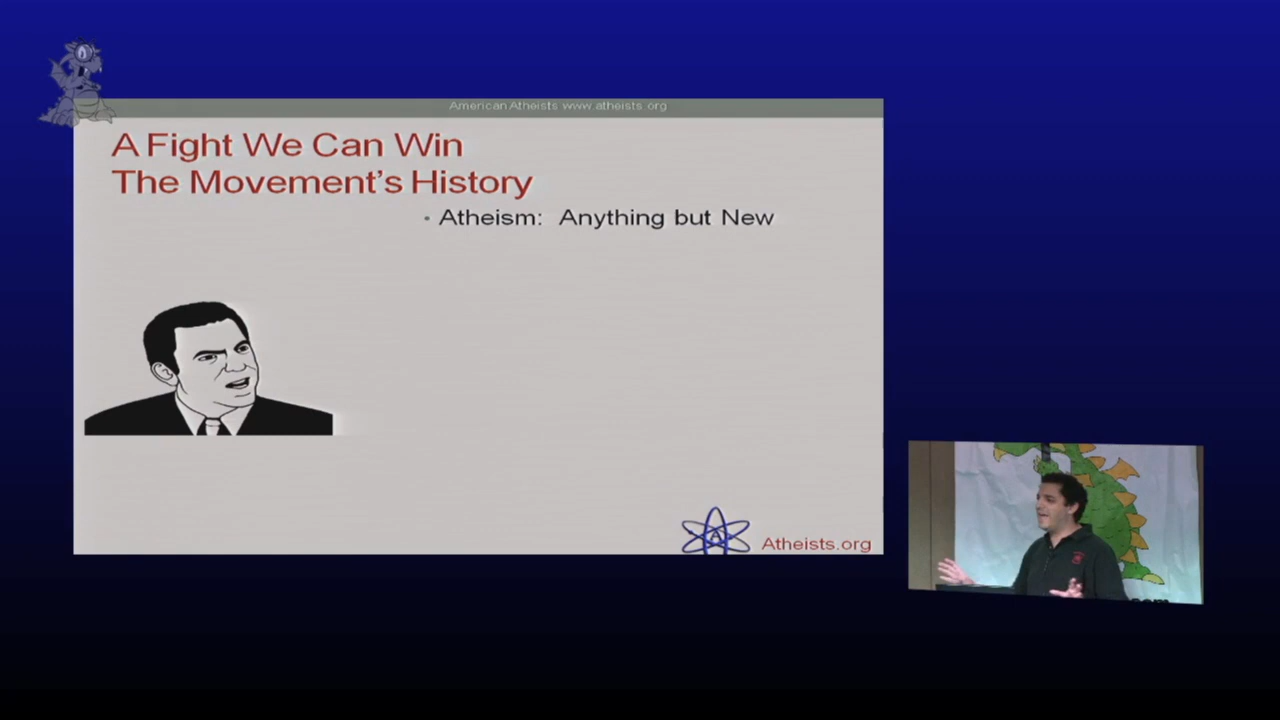 American Atheists www.atheists.org
A Fight We Can Win
The Movement's History
• Atheism: Anything but New
A
Atheists.org